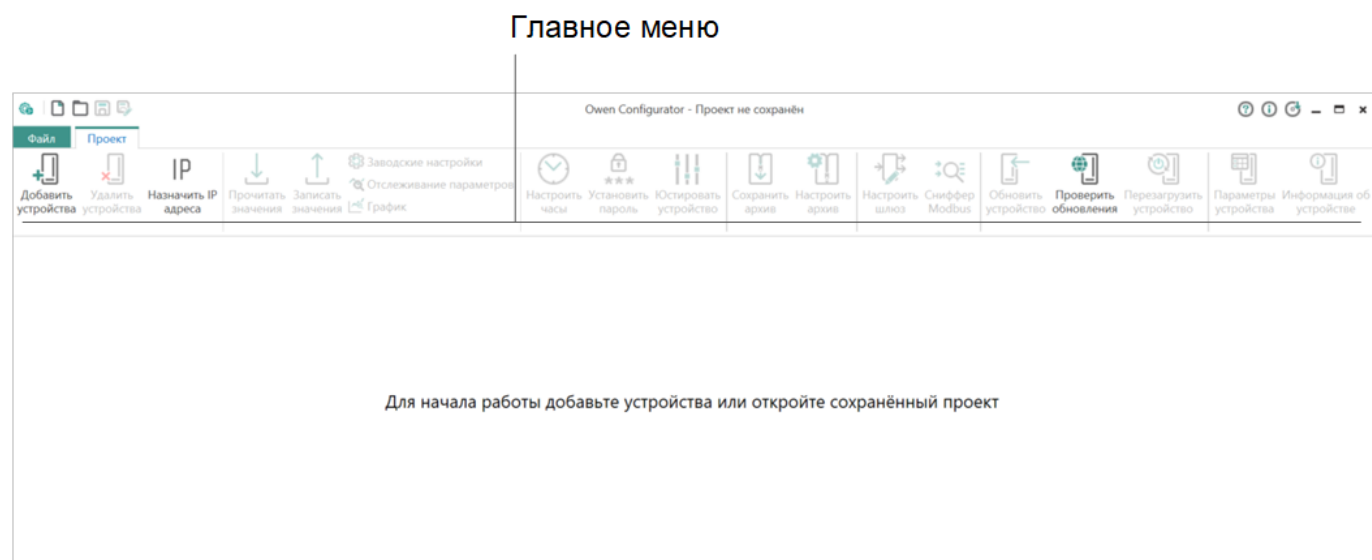 Главное меню
Owen Configurator - Проект не сохранён
Файл Проект
IP
Добавить устройства
Удалить устройства
Назначить IP адреса
Прочитать значения
Записать значения
Заводские настройки
Отслеживание параметров
График
Настроить часы
Установить пароль
Юстировать устройство
Сохранить архив
Настроить архив
Настроить шлюз
Сниффер Modbus
Обновить устройство
Проверить обновления
Перезагрузить устройство
Параметры устройства
Информация об устройстве
Для начала работы добавьте устройства или откройте сохранённый проект